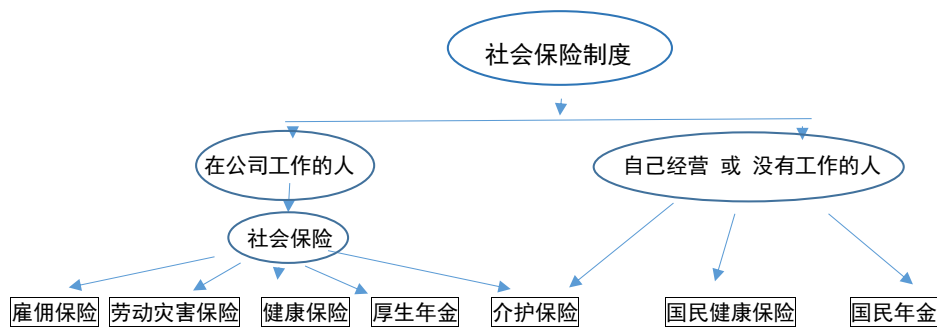 社会保险制度
在公司工作的人
自己经营 或 没有工作的人
社会保险
雇佣保险
劳动灾害保险
健康保险
厚生年金
介护保险
国民健康保险
国民年金